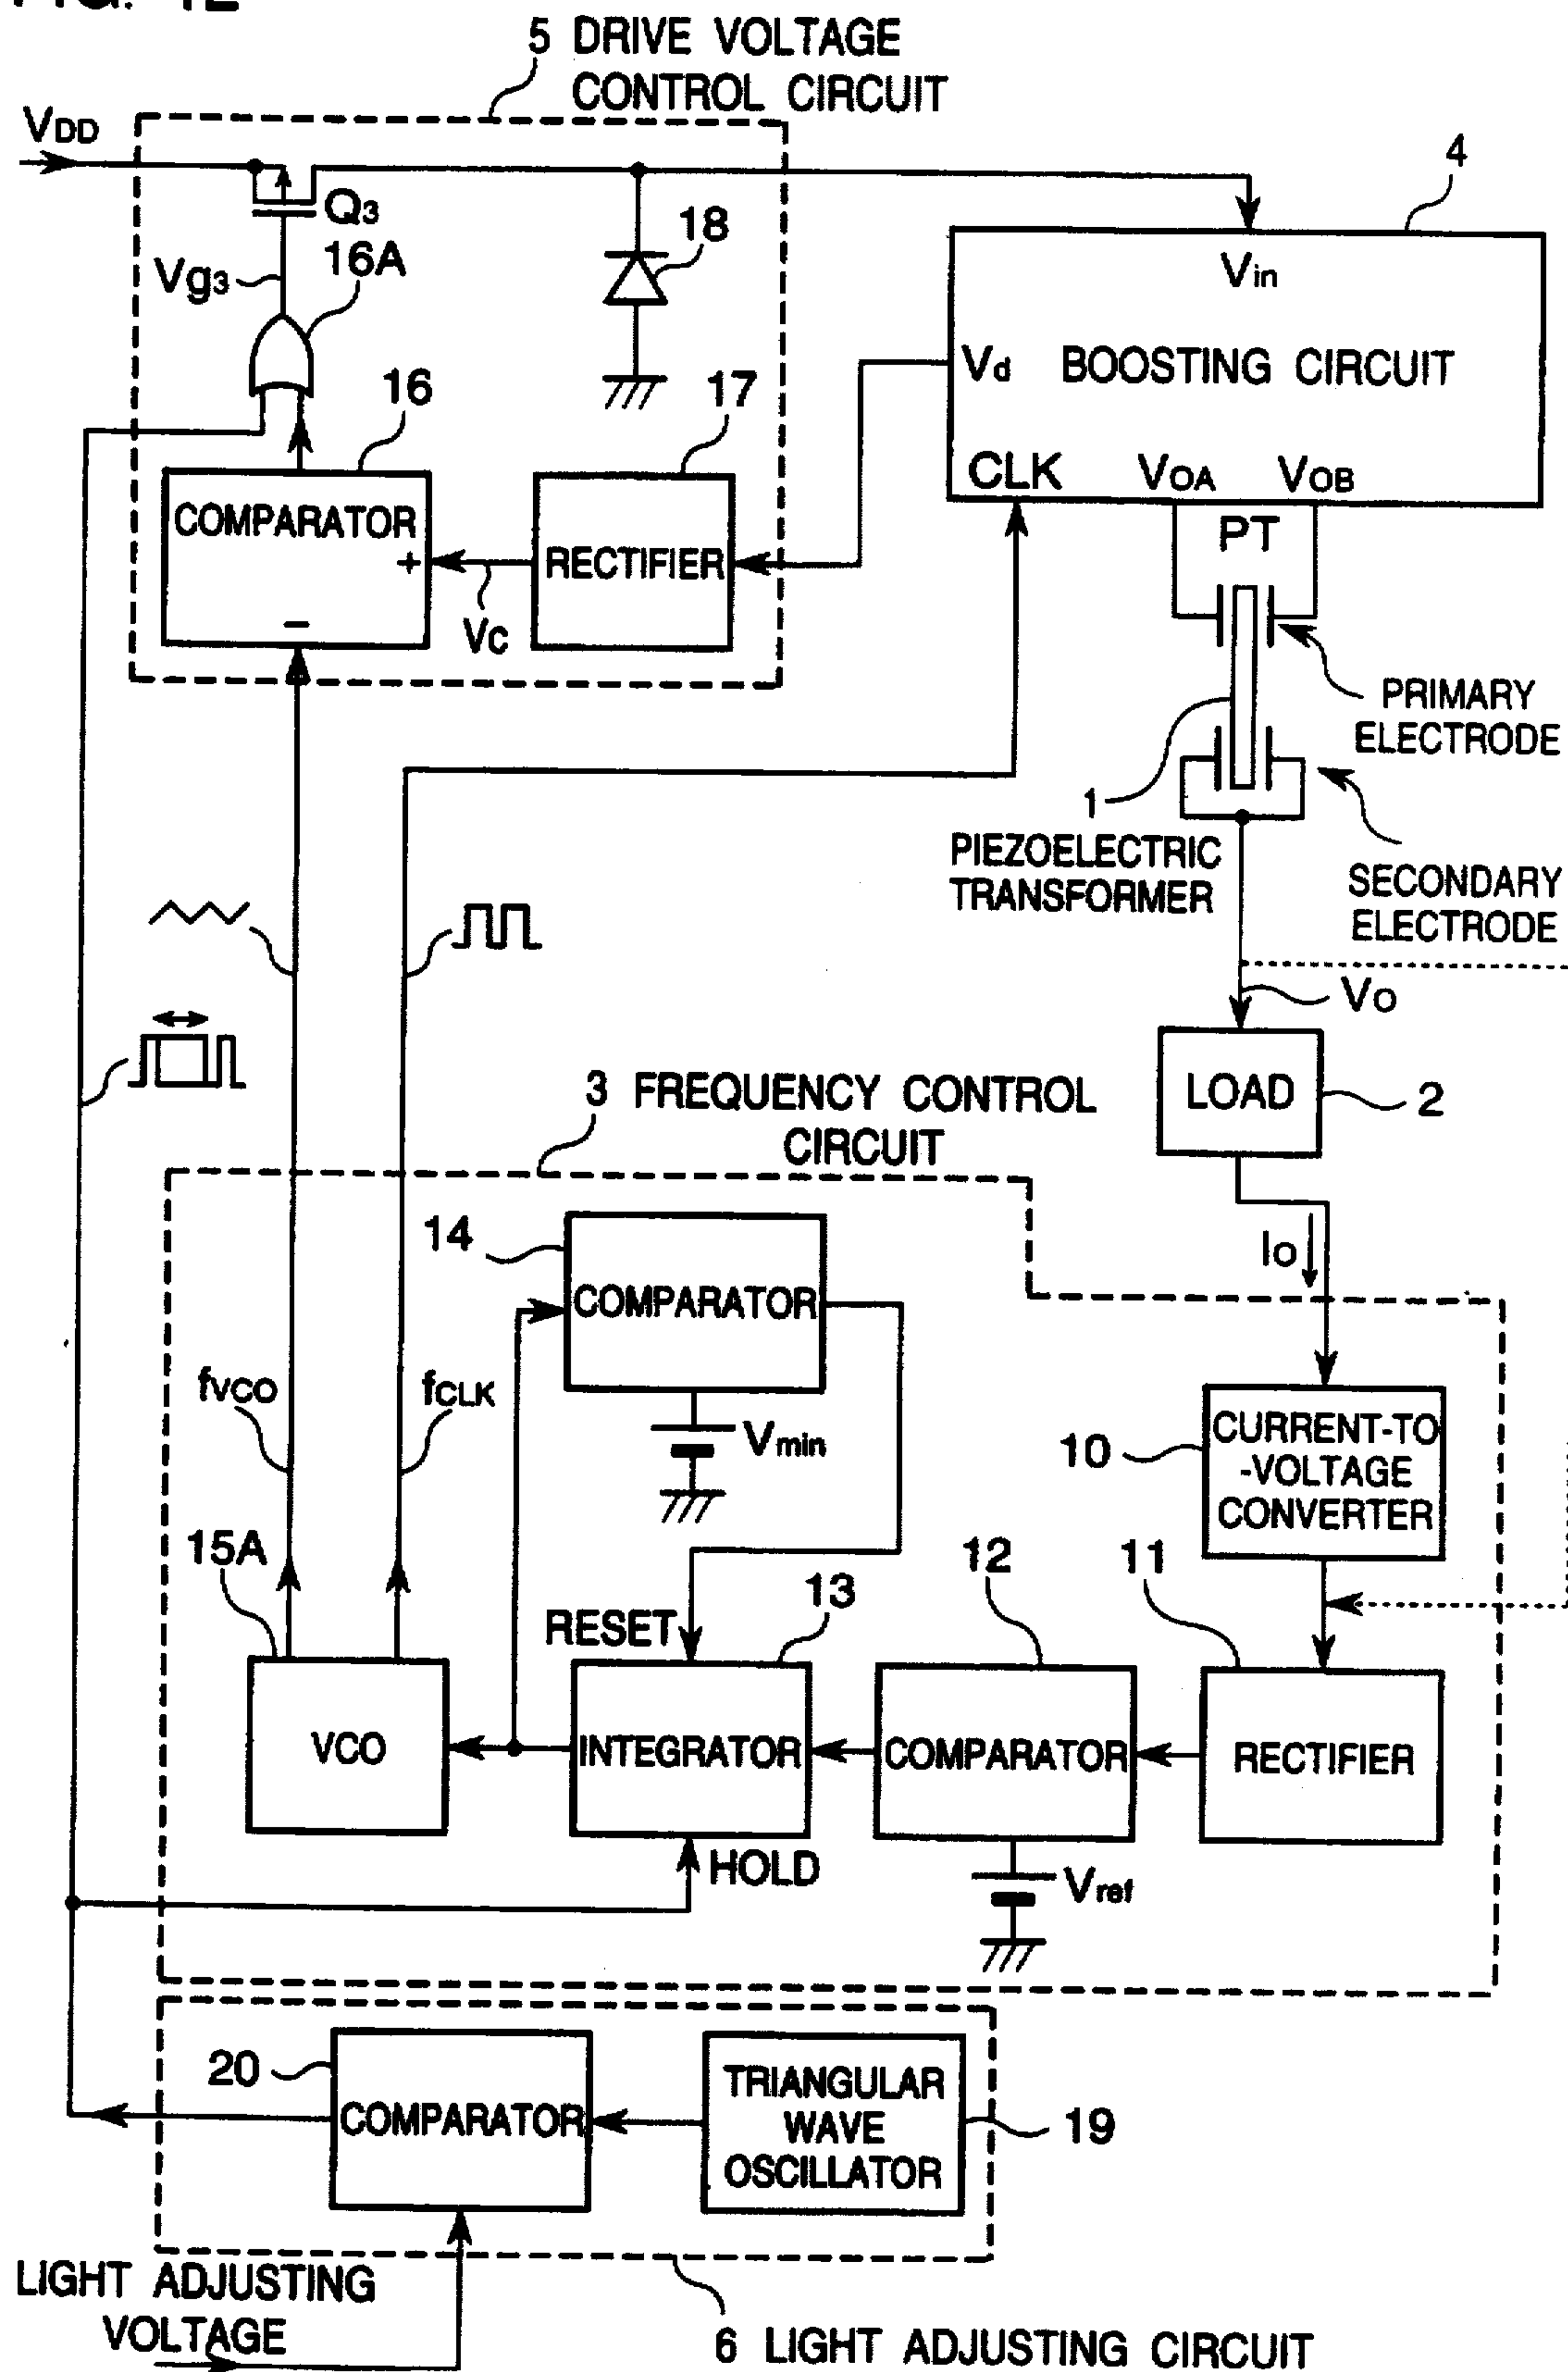 5 DRIVE VOLTAGE
CONTROL CIRCUIT
VDD
4
Q3
18
Vin
Vg3
16A
Vd
BOOSTING CIRCUIT
16
17
CLK
VOA
VOB
COMPARATOR
PT
+
RECTIFIER
−
Vc
PRIMARY
ELECTRODE
1
PIEZOELECTRIC
TRANSFORMER
SECONDARY
ELECTRODE
Vo
LOAD
2
3 FREQUENCY CONTROL
CIRCUIT
14
Io
COMPARATOR
fVCO
fCLK
Vmin
10
CURRENT-TO
-VOLTAGE
CONVERTER
15A
12
11
13
RESET
VCO
INTEGRATOR
COMPARATOR
RECTIFIER
HOLD
Vref
20
COMPARATOR
TRIANGULAR
WAVE
OSCILLATOR
19
LIGHT ADJUSTING
VOLTAGE
6 LIGHT ADJUSTING CIRCUIT